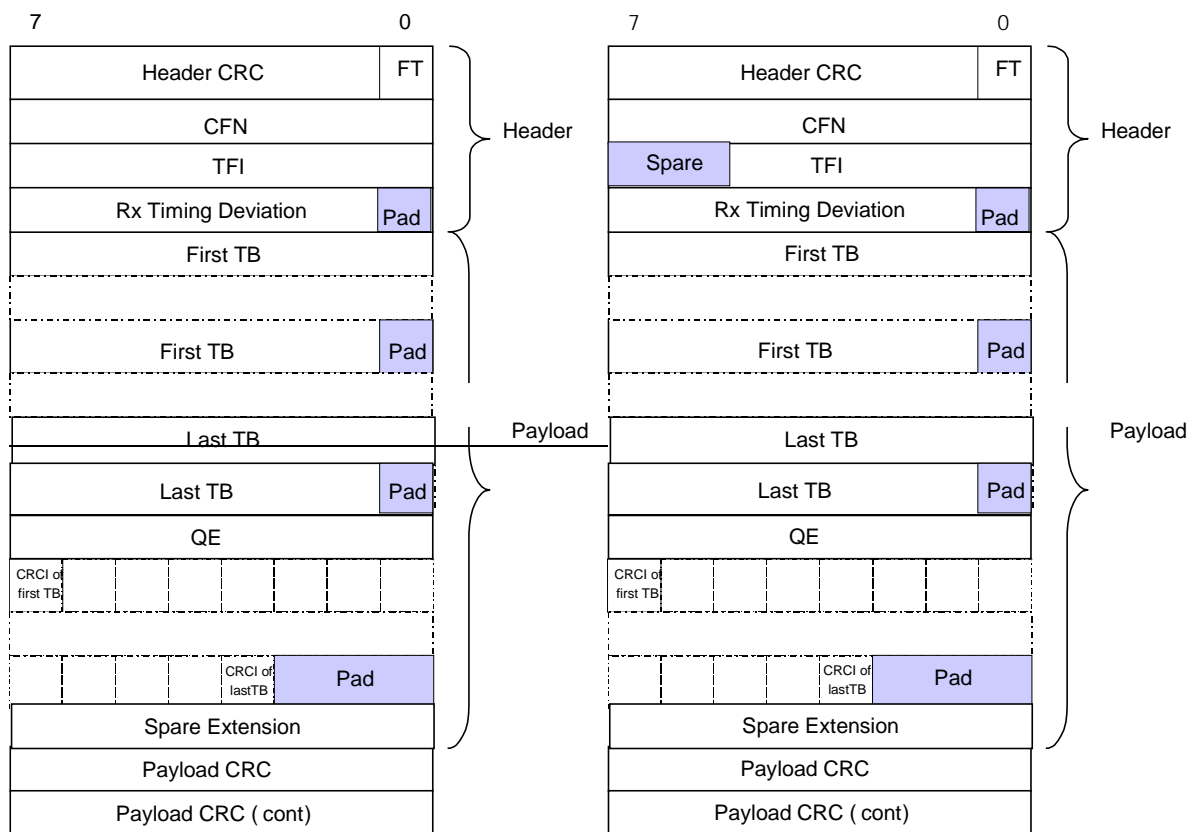 7 0
Header CRC FT
CFN
TFI
Rx Timing Deviation Pad
First TB
First TB Pad
Last TB
Last TB Pad
QE
CRCI of
first TB
CRCI of
lastTB
Pad
Spare Extension
Payload CRC
Payload CRC ( cont)
Header
Payload
7 0
Header CRC FT
CFN
Spare TFI
Rx Timing Deviation Pad
First TB
First TB Pad
Last TB
Last TB Pad
QE
CRCI of
first TB
CRCI of
lastTB
Pad
Spare Extension
Payload CRC
Payload CRC ( cont)
Header
Payload